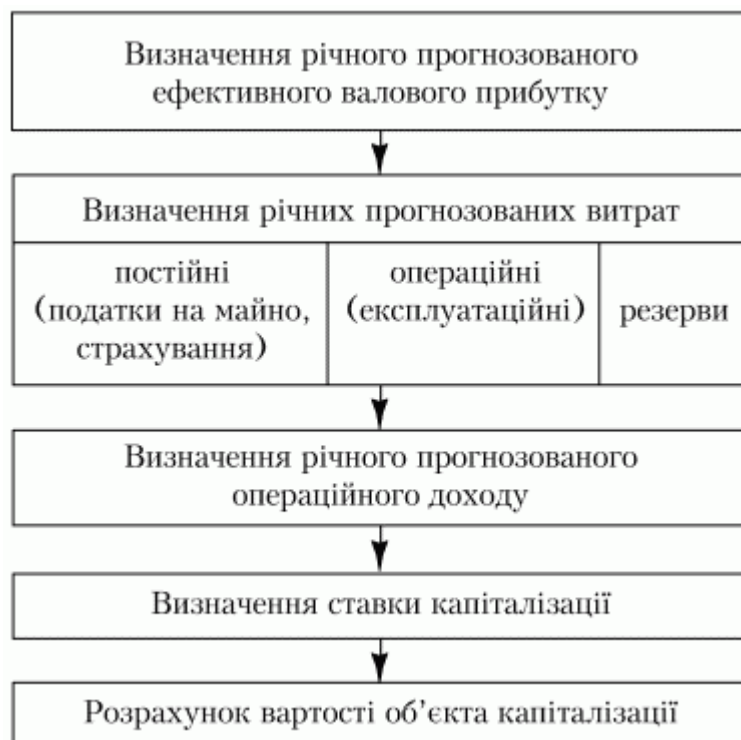 Визначення річного прогнозованого
ефективного валового прибутку
Визначення річних прогнозованих витрат
постійні
(податки на майно,
страхування)
операційні
(експлуатаційні)
резерви
Визначення річного прогнозованого
операційного доходу
Визначення ставки капіталізації
Розрахунок вартості об’єкта капіталізації